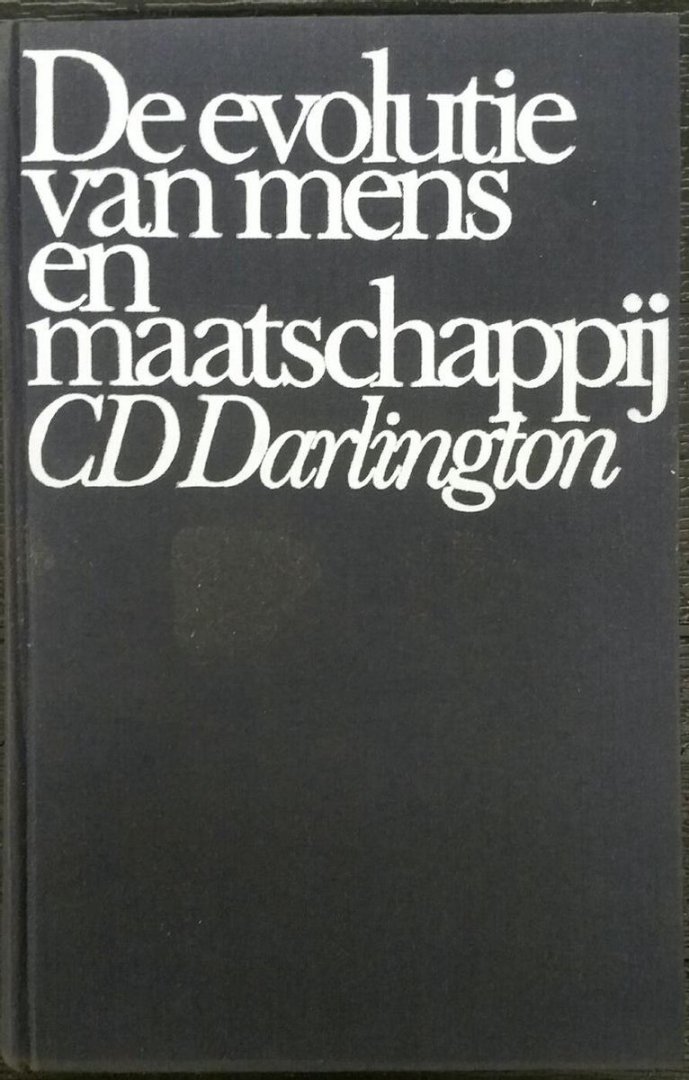 De evolutie
van mens
en
maatschappij
CD Darlington